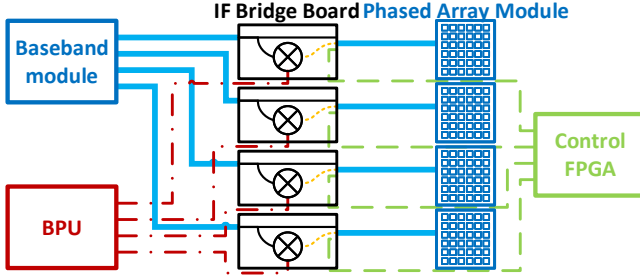 IF Bridge Board Phased Array Module
Baseband
module
Control
FPGA
BPU